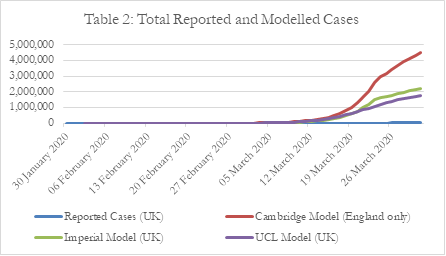 Table 2: Total Reported and Modelled Cases
5,000,000
4,000,000
3,000,000
2,000,000
1,000,000
0
30 January 2020
06 February 2020
13 February 2020
20 February 2020
27 February 2020
05 March 2020
12 March 2020
19 March 2020
26 March 2020
Reported Cases (UK)
Cambridge Model (England only)
Imperial Model (UK)
UCL Model (UK)